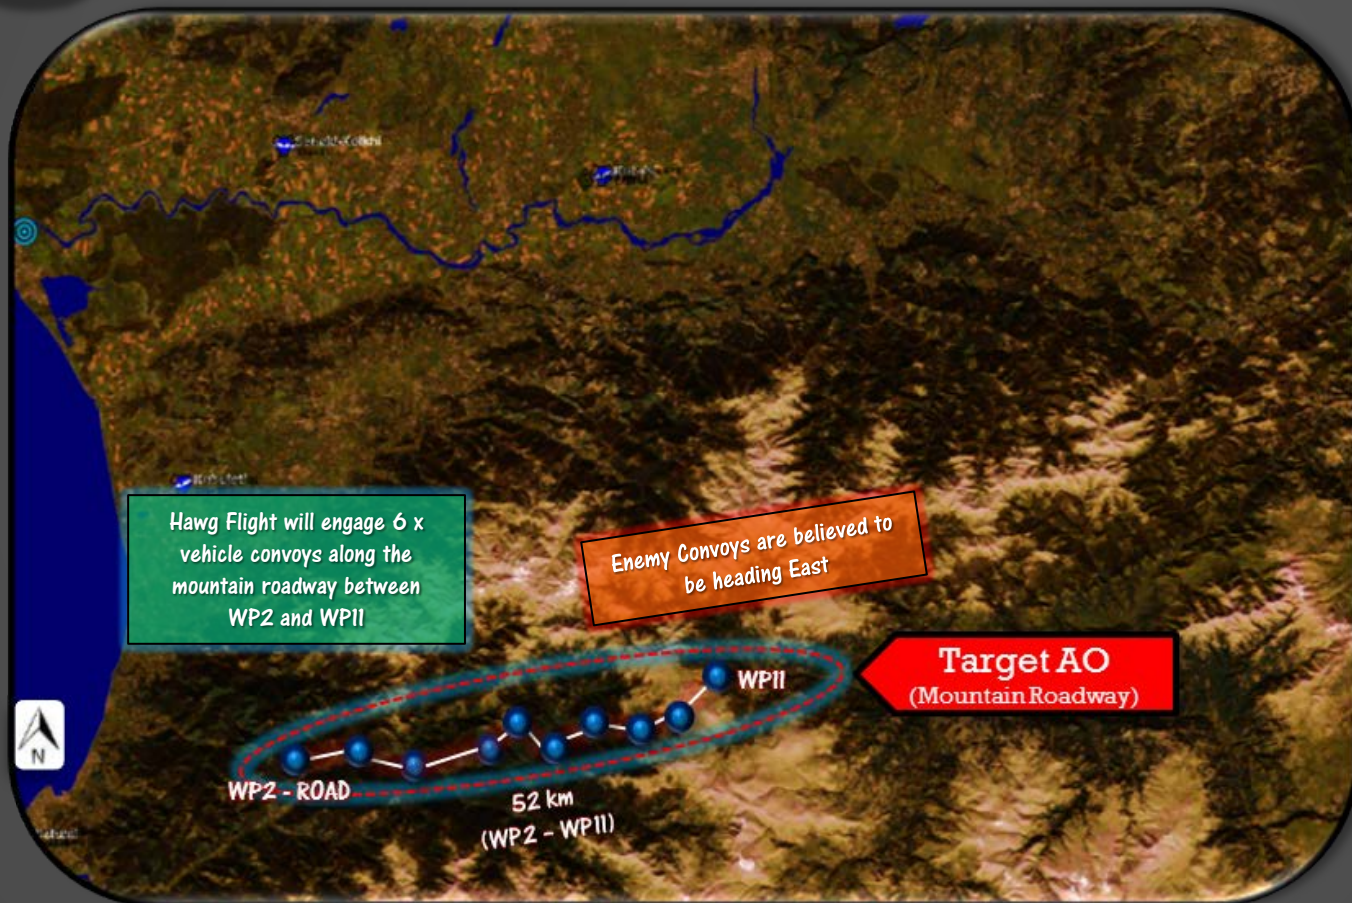 Hawg Flight will engage 6 x
vehicle convoys along the
mountain roadway between
WP2 and WP11
Enemy Convoys are believed to
be heading East
Target AO
(Mountain Roadway)
WP11
WP2 - ROAD
52 km
(WP2 - WP11)
N